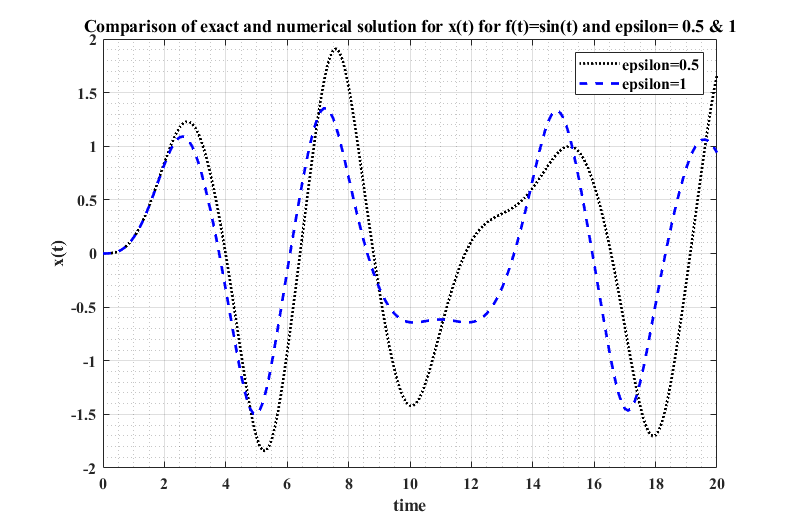 Comparison of exact and numerical solution for x(t) for f(t)=sin(t) and epsilon= 0.5 & 1
2
1.5
1
0.5
0
-0.5
-1
-1.5
-2
x(t)
epsilon=0.5
epsilon=1
0 2 4 6 8 10 12 14 16 18 20
time